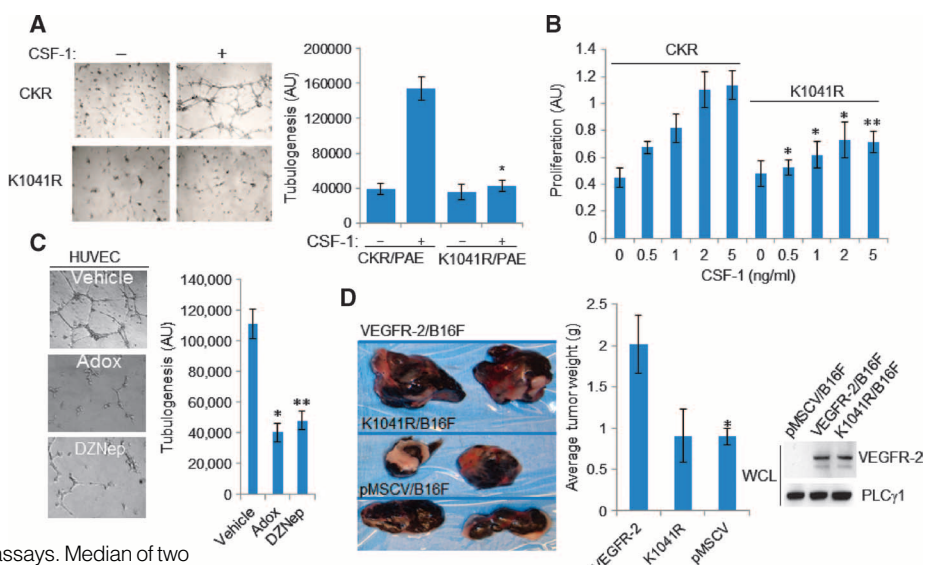 A
CSF-1: – +
CKR
K1041R
Tubulogenesis (AU)
200000
160000
120000
80000
40000
0
*
CSF-1: – + – +
CKR/PAE K1041R/PAE
B
Proliferation (AU)
1.4
1.2
1
0.8
0.6
0.4
0.2
0
CKR
K1041R
* * * **
0 0.5 1 2 5 0 0.5 1 2 5
CSF-1 (ng/ml)
C
HUVEC
Vehicle
Adox
DZNep
Tubulogenesis (AU)
140,000
120,000
100,000
80,000
60,000
40,000
20,000
0
* **
Vehicle Adox DZNep
D
VEGFR-2/B16F
K1041R/B16F
pMSCV/B16F
Average tumor weight (g)
2.5
2
1.5
1
0.5
0
VEGFR-2 K1041R pMSCV
pMSCV/B16F
VEGFR-2/B16F
K1041R/B16F
WCL
VEGFR-2
PLCγ1
assays. Median of two